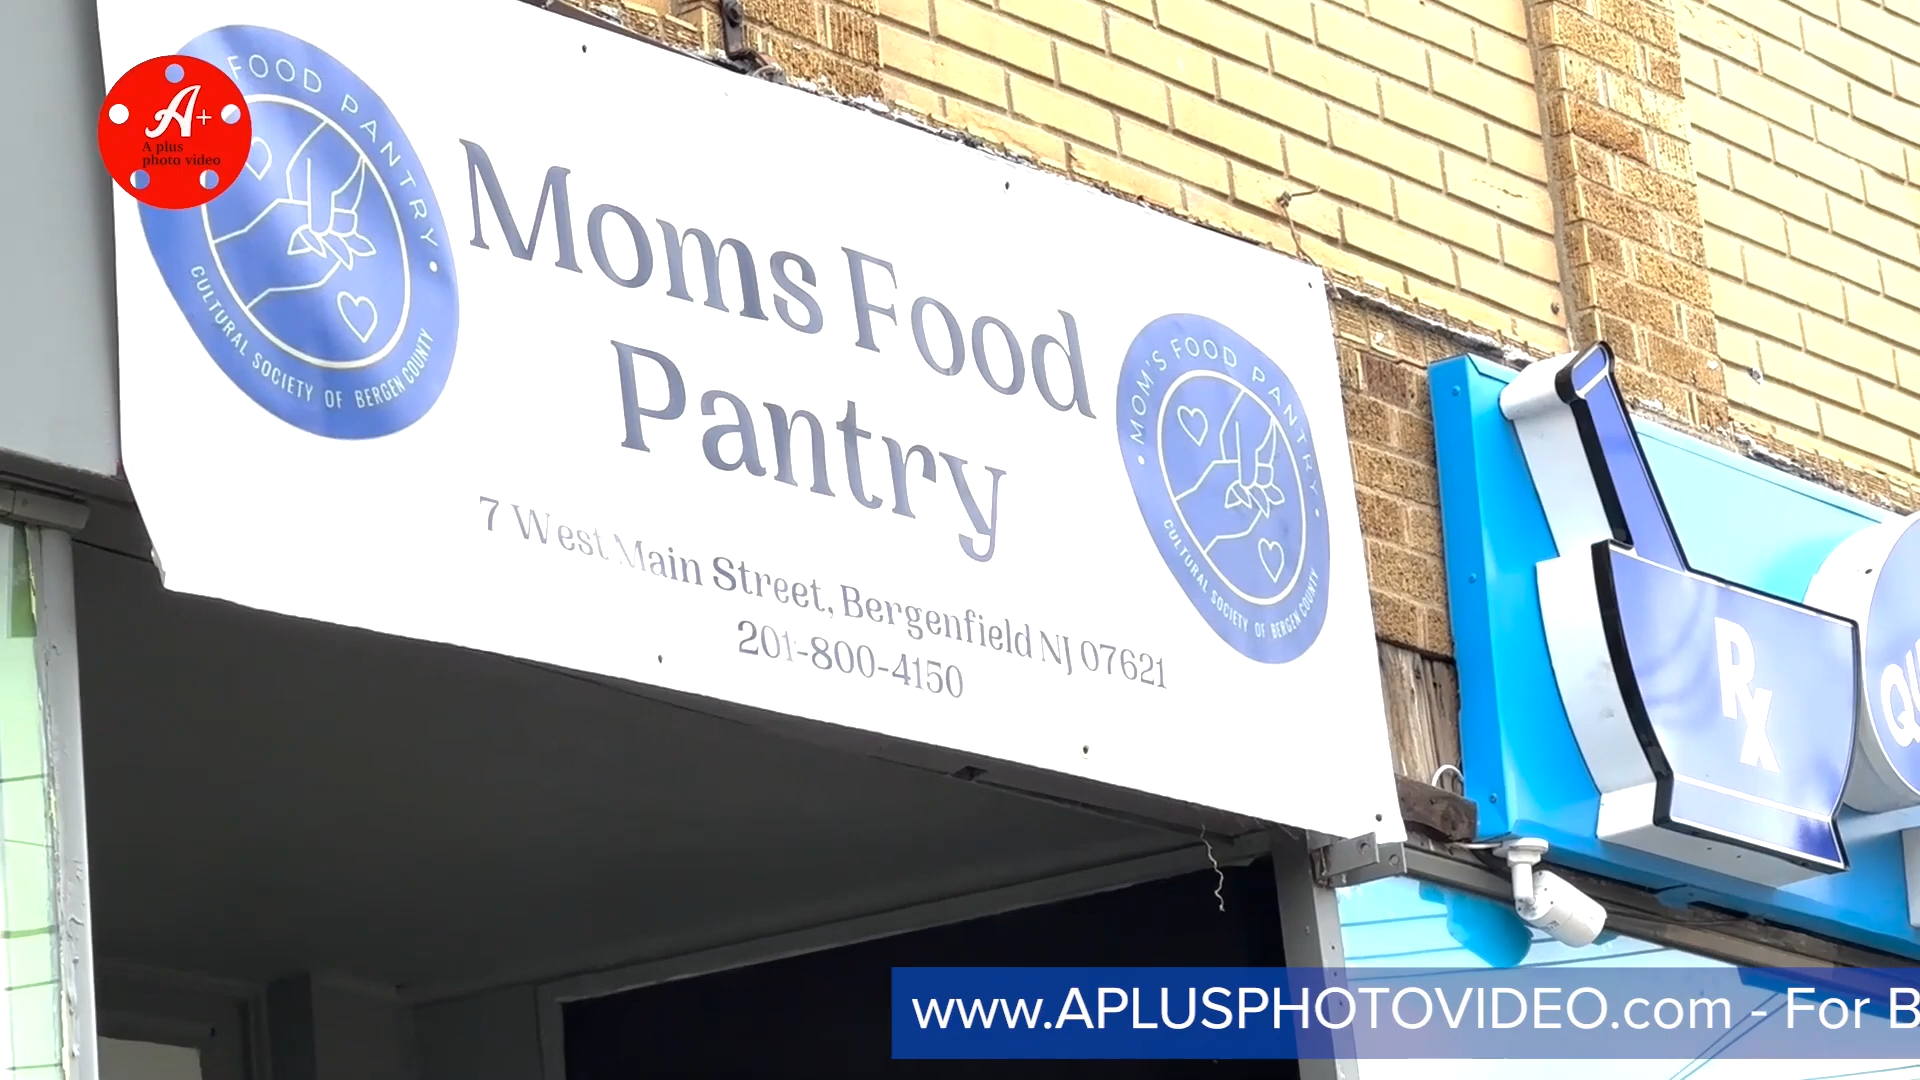 FOOD PANTRY •
CULTURAL SOCIETY OF BERGEN COUNTY
A+
A plus
photo video
Moms Food
Pantry
7 West Main Street, Bergenfield NJ 07621
201-800-4150
• MOM'S FOOD PANTRY •
CULTURAL SOCIETY OF BERGEN COUNTY
Rx
www.APLUSPHOTOVIDEO.com - For